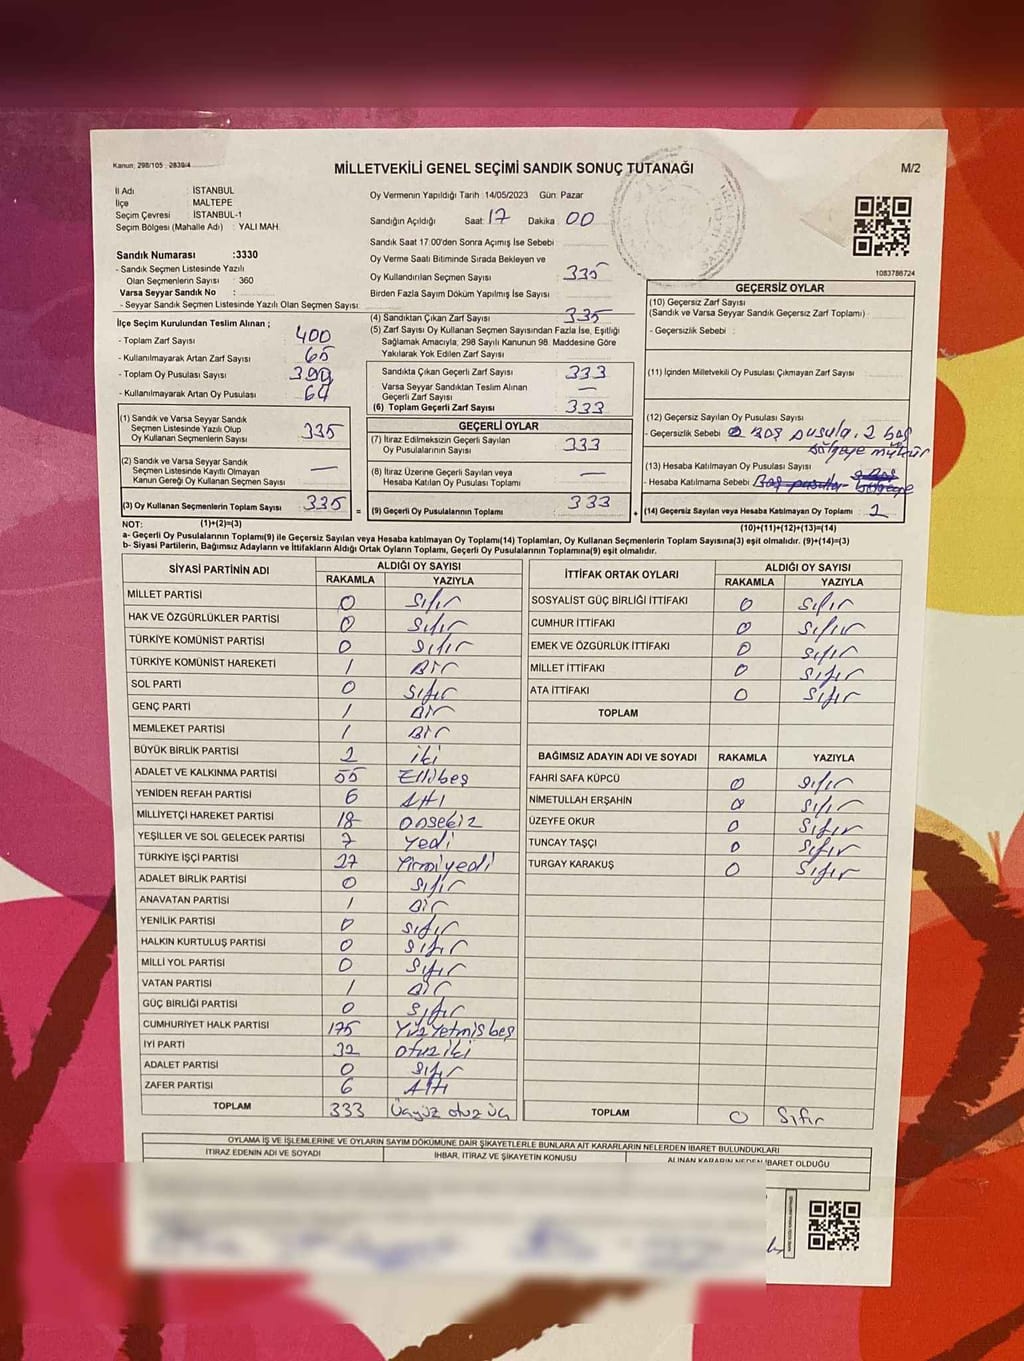 Kanun: 298/105 - 2839/4
MİLLETVEKİLİ GENEL SEÇİMİ SANDIK SONUÇ TUTANAĞI
M/2
İl Adı : İSTANBUL
İlçe : MALTEPE
Seçim Çevresi : İSTANBUL-1
Seçim Bölgesi (Mahalle Adı) : YALI MAH.
Oy Vermenin Yapıldığı Tarih :14/05/2023 Gün: Pazar
Sandığın Açıldığı Saat: 17 Dakika : 00
Sandık Saat 17:00'den Sonra Açımış İse Sebebi
Oy Verme Saati Bitiminde Sırada Bekleyen ve
Oy Kullandırılan Seçmen Sayısı : 335
Birden Fazla Sayım Döküm Yapılmış İse Sayısı
1083786724
Sandık Numarası :3330
- Sandık Seçmen Listesinde Yazılı
Olan Seçmenlerin Sayısı : 360
Varsa Seyyar Sandık No :
- Seyyar Sandık Seçmen Listesinde Yazılı Olan Seçmen Sayısı:
İlçe Seçim Kurulundan Teslim Alınan ;
- Toplam Zarf Sayısı : 400
- Kullanılmayarak Artan Zarf Sayısı : 65
- Toplam Oy Pusulası Sayısı :
- Kullanılmayarak Artan Oy Pusulası : 64
(4) Sandıktan Çıkan Zarf Sayısı : 335
(5) Zarf Sayısı Oy Kullanan Seçmen Sayısından Fazla İse, Eşitliği
Sağlamak Amacıyla; 298 Sayılı Kanunun 98. Maddesine Göre
Yakılarak Yok Edilen Zarf Sayısı :
Sandıkta Çıkan Geçerli Zarf Sayısı : 333
Varsa Seyyar Sandıktan Teslim Alınan
Geçerli Zarf Sayısı : —
(6) Toplam Geçerli Zarf Sayısı : 333
GEÇERSİZ OYLAR
(10) Geçersiz Zarf Sayısı
(Sandık ve Varsa Seyyar Sandık Geçersiz Zarf Toplamı) :
- Geçersizlik Sebebi :
(11) İçinden Milletvekili Oy Pusulası Çıkmayan Zarf Sayısı :
(12) Geçersiz Sayılan Oy Pusulası Sayısı
- Geçersizlik Sebebi : 2 Boş pusula, 2 boş
bölgeye mühür
(13) Hesaba Katılmayan Oy Pusulası Sayısı
- Hesaba Katılmama Sebebi :
(14) Geçersiz Sayılan veya Hesaba Katılmayan Oy Toplamı : 2
(10)+(11)+(12)+(13)=(14)
(1) Sandık ve Varsa Seyyar Sandık
Seçmen Listesinde Yazılı Olup
Oy Kullanan Seçmenlerin Sayısı : 335
(2) Sandık ve Varsa Seyyar Sandık
Seçmen Listesinde Kayıtlı Olmayan
Kanun Gereği Oy Kullanan Seçmen Sayısı : —
(3) Oy Kullanan Seçmenlerin Toplam Sayısı : 335 =
(1)+(2)=(3)
GEÇERLİ OYLAR
(7) İtiraz Edilmeksizin Geçerli Sayılan
Oy Pusulalarının Sayısı : 333
(8) İtiraz Üzerine Geçerli Sayılan veya
Hesaba Katılan Oy Pusulası Toplamı : —
(9) Geçerli Oy Pusulalarının Toplamı : 333 +
NOT:
a- Geçerli Oy Pusulalarının Toplamı(9) ile Geçersiz Sayılan veya Hesaba katılmayan Oy Toplamı(14) Toplamları, Oy Kullanan Seçmenlerin Toplam Sayısına(3) eşit olmalıdır. (9)+(14)=(3)
b- Siyasi Partilerin, Bağımsız Adayların ve İttifakların Aldığı Ortak Oyların Toplamı, Geçerli Oy Pusulalarının Toplamına(9) eşit olmalıdır.
SİYASİ PARTİNİN ADI ALDIĞI OY SAYISI
RAKAMLA YAZIYLA
MİLLET PARTİSİ 0 Sıfır
HAK VE ÖZGÜRLÜKLER PARTİSİ 0 Sıfır
TÜRKİYE KOMÜNİST PARTİSİ 0 Sıfır
TÜRKİYE KOMÜNİST HAREKETİ 1 Bir
SOL PARTİ 0 Sıfır
GENÇ PARTİ 1 Bir
MEMLEKET PARTİSİ 1 Bir
BÜYÜK BİRLİK PARTİSİ 2 iki
ADALET VE KALKINMA PARTİSİ 55 Ellibeş
YENİDEN REFAH PARTİSİ 6 Altı
MİLLİYETÇİ HAREKET PARTİSİ 18 onsekiz
YEŞİLLER VE SOL GELECEK PARTİSİ 7 Yedi
TÜRKİYE İŞÇİ PARTİSİ 27 Yirmiyedi
ADALET BİRLİK PARTİSİ 0 Sıfır
ANAVATAN PARTİSİ 1 Bir
YENİLİK PARTİSİ 0 Sıfır
HALKIN KURTULUŞ PARTİSİ 0 Sıfır
MİLLİ YOL PARTİSİ 0 Sıfır
VATAN PARTİSİ 1 Bir
GÜÇ BİRLİĞİ PARTİSİ 0 Sıfır
CUMHURİYET HALK PARTİSİ 175 Yüzyetmişbeş
İYİ PARTİ 32 otuziki
ADALET PARTİSİ 0 Sıfır
ZAFER PARTİSİ 6 Altı
TOPLAM 333 Üçyüz otuz üç
İTTİFAK ORTAK OYLARI ALDIĞI OY SAYISI
RAKAMLA YAZIYLA
SOSYALİST GÜÇ BİRLİĞİ İTTİFAKI 0 Sıfır
CUMHUR İTTİFAKI 0 Sıfır
EMEK VE ÖZGÜRLÜK İTTİFAKI 0 Sıfır
MİLLET İTTİFAKI 0 Sıfır
ATA İTTİFAKI 0 Sıfır
TOPLAM
BAĞIMSIZ ADAYIN ADI VE SOYADI RAKAMLA YAZIYLA
FAHRİ SAFA KÜPCÜ 0 Sıfır
NİMETULLAH ERŞAHİN 0 Sıfır
ÜZEYFE OKUR 0 Sıfır
TUNCAY TAŞÇI 0 Sıfır
TURGAY KARAKUŞ 0 Sıfır
TOPLAM 0 Sıfır
OYLAMA İŞ VE İŞLEMLERİNE VE OYLARIN SAYIM DÖKÜMÜNE DAİR ŞİKAYETLERLE BUNLARA AİT KARARLARIN NELERDEN İBARET BULUNDUKLARI
İTİRAZ EDENİN ADI VE SOYADI İHBAR, İTİRAZ VE ŞİKAYETİN KONUSU ALINAN KARARIN NEDEN İBARET OLDUĞU